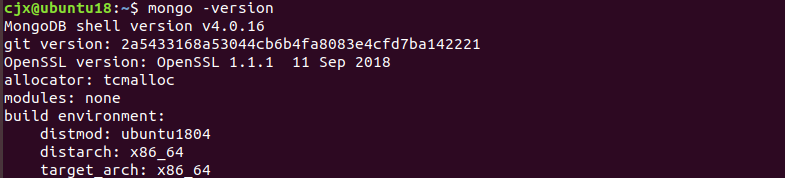 cjx@ubuntu18:~$ mongo -version
MongoDB shell version v4.0.16
git version: 2a5433168a53044cb6b4fa8083e4cfd7ba142221
OpenSSL version: OpenSSL 1.1.1  11 Sep 2018
allocator: tcmalloc
modules: none
build environment:
    distmod: ubuntu1804
    distarch: x86_64
    target_arch: x86_64